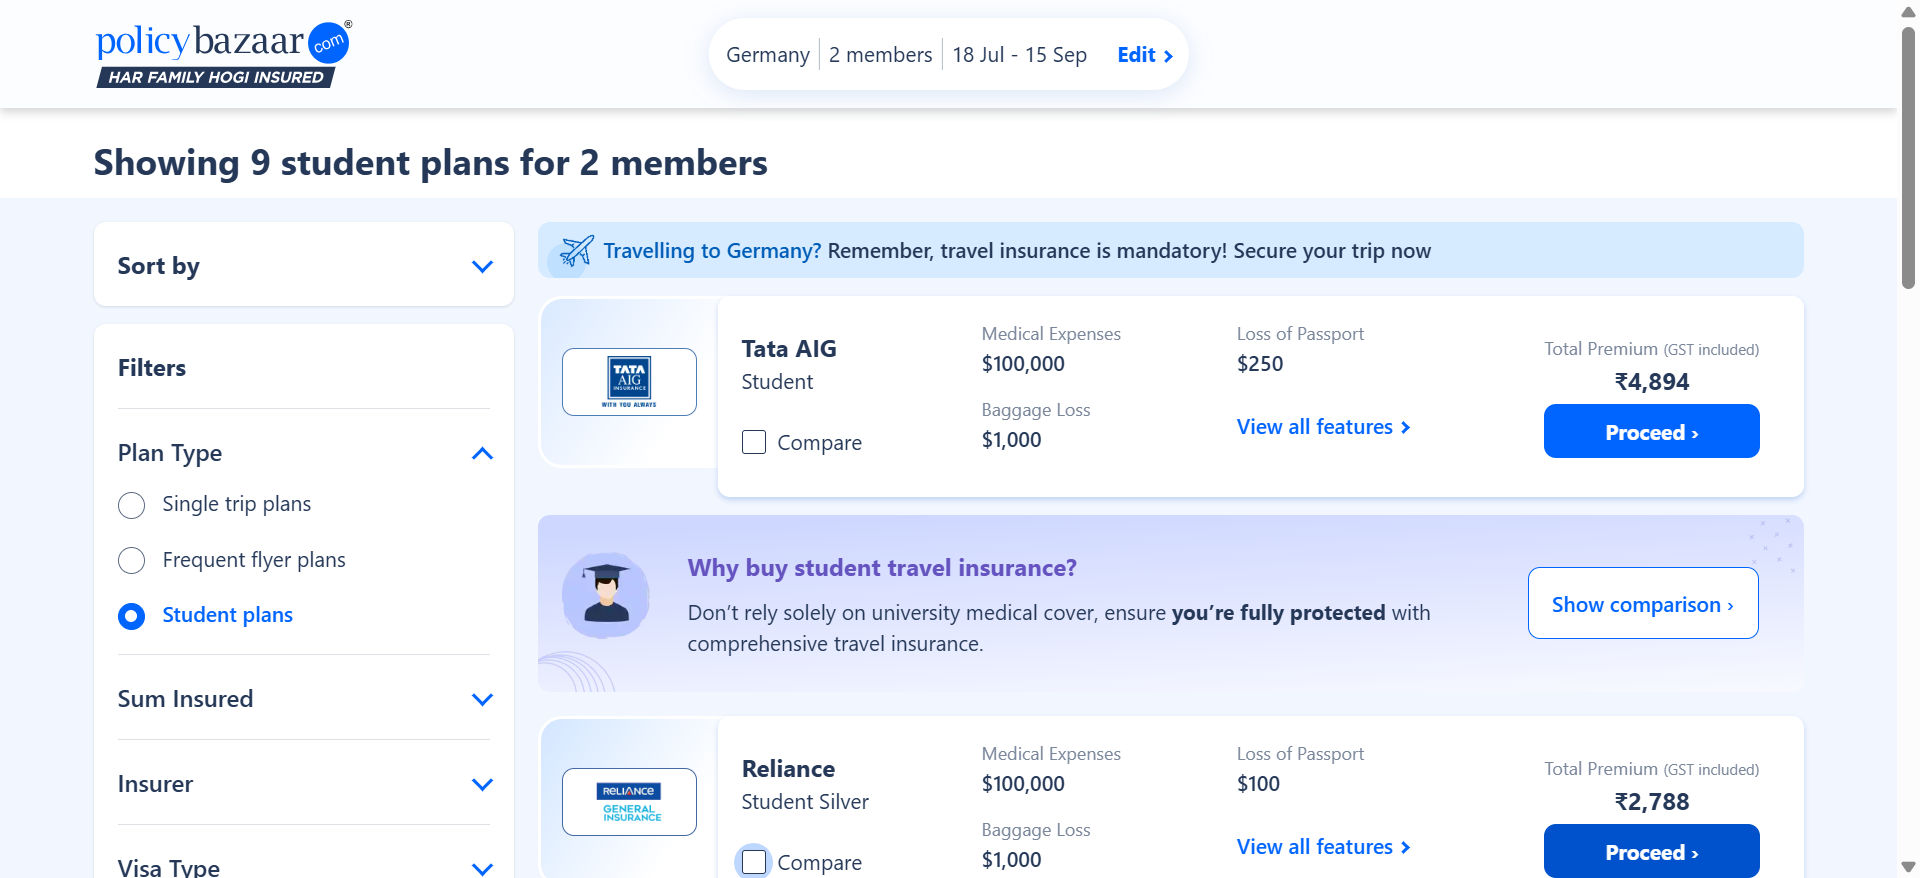 policybazaar com ®
HAR FAMILY HOGI INSURED
Germany 2 members 18 Jul - 15 Sep Edit
Showing 9 student plans for 2 members
Sort by
Filters
Plan Type
Single trip plans
Frequent flyer plans
Student plans
Sum Insured
Insurer
Visa Type
Travelling to Germany? Remember, travel insurance is mandatory! Secure your trip now
TATA
AIG
INSURANCE
WITH YOU ALWAYS
Tata AIG
Student
Compare
Medical Expenses
$100,000
Baggage Loss
$1,000
Loss of Passport
$250
View all features
Total Premium (GST included)
₹4,894
Proceed ›
Why buy student travel insurance?
Don’t rely solely on university medical cover, ensure you’re fully protected with
comprehensive travel insurance.
Show comparison ›
RELIANCE
GENERAL
INSURANCE
Reliance
Student Silver
Compare
Medical Expenses
$100,000
Baggage Loss
$1,000
Loss of Passport
$100
View all features
Total Premium (GST included)
₹2,788
Proceed ›